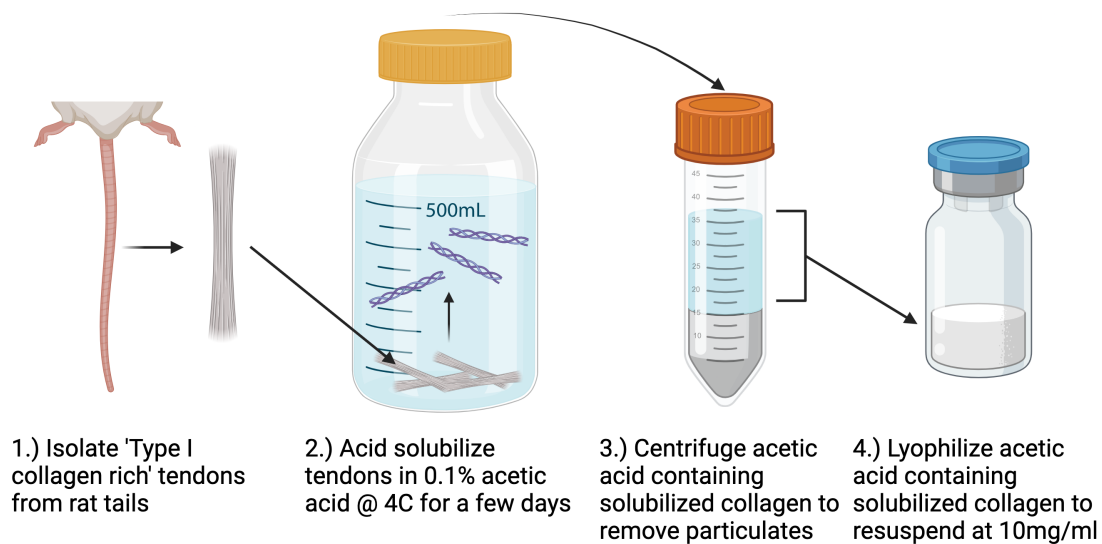 500mL
45
40
35
30
25
20
15
10
1.) Isolate 'Type I
collagen rich' tendons
from rat tails
2.) Acid solubilize
tendons in 0.1% acetic
acid @ 4C for a few days
3.) Centrifuge acetic
acid containing
solubilized collagen to
remove particulates
4.) Lyophilize acetic
acid containing
solubilized collagen to
resuspend at 10mg/ml